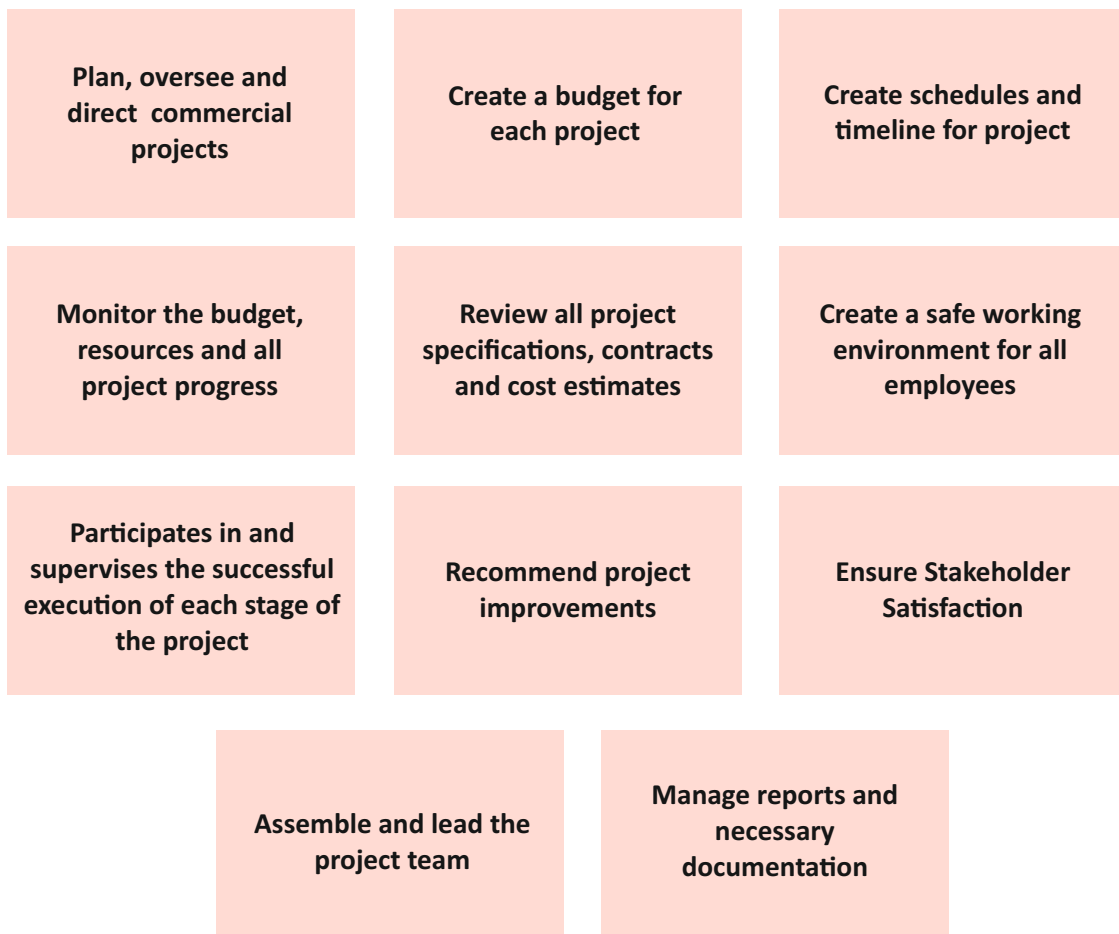 Plan, oversee and
direct commercial
projects
Create a budget for
each project
Create schedules and
timeline for project
Monitor the budget,
resources and all
project progress
Review all project
specifications, contracts
and cost estimates
Create a safe working
environment for all
employees
Participates in and
supervises the successful
execution of each stage of
the project
Recommend project
improvements
Ensure Stakeholder
Satisfaction
Assemble and lead the
project team
Manage reports and
necessary
documentation